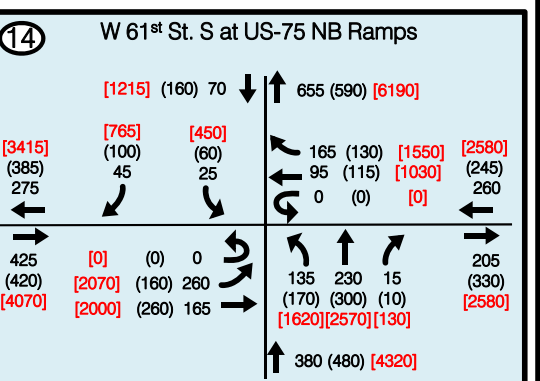 14
W 61st St. S at US-75 NB Ramps
[1215] (160) 70
655 (590) [6190]
[3415]
(385)
275
[765]
(100)
45
[450]
(60)
25
165 (130) [1550]
95 (115) [1030]
0 (0) [0]
[2580]
(245)
260
425
(420)
[4070]
[0] (0) 0
[2070] (160) 260
[2000] (260) 165
135 230 15
(170) (300) (10)
[1620][2570][130]
205
(330)
[2580]
380 (480) [4320]